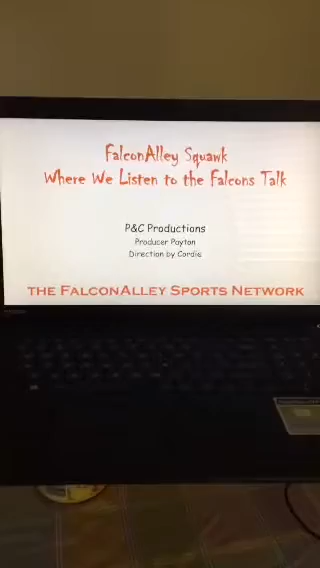 FalconAlley Squawk
Where We Listen to the Falcons Talk
P&C Productions
Producer Payton
Direction by Cordie
THE FALCONALLEY SPORTS NETWORK